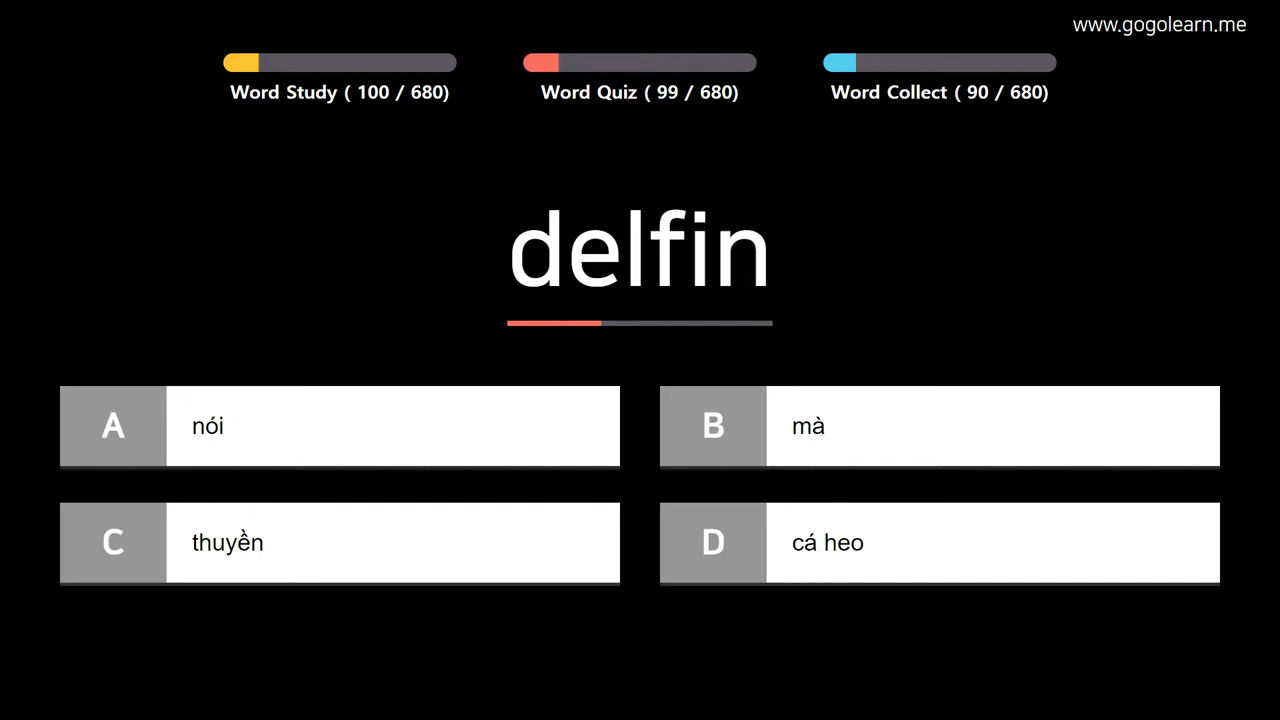 www.gogolearn.me
Word Study ( 100 / 680)
Word Quiz ( 99 / 680)
Word Collect ( 90 / 680)
delfin
A nói
B mà
C thuyền
D cá heo